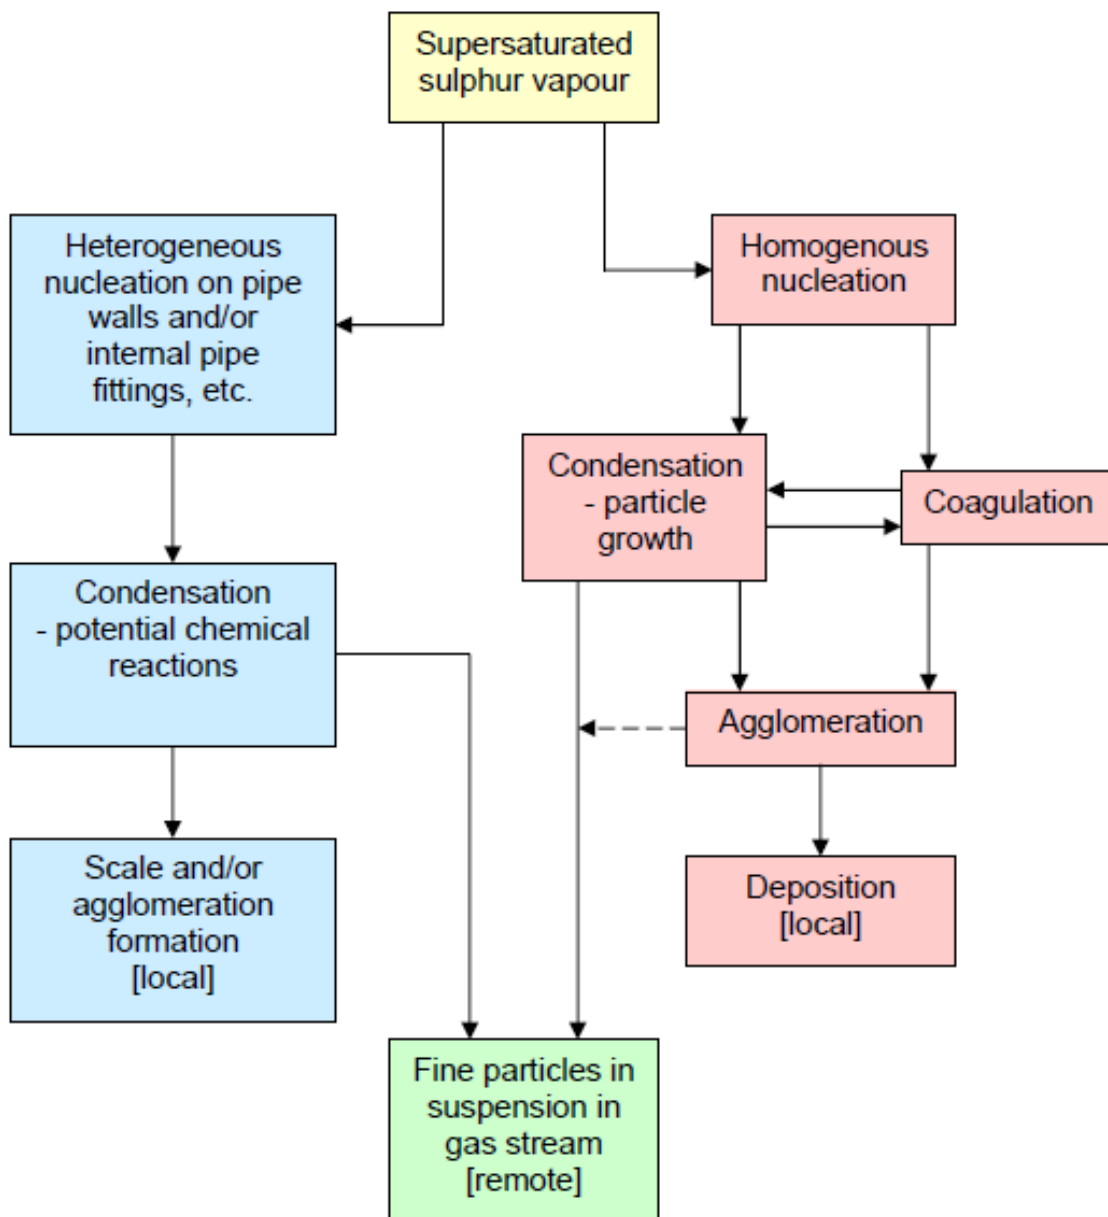 Supersaturated
sulphur vapour
Heterogeneous
nucleation on pipe
walls and/or
internal pipe
fittings, etc.
Homogenous
nucleation
Condensation
- particle
growth
Coagulation
Condensation
- potential chemical
reactions
Agglomeration
Scale and/or
agglomeration
formation
[local]
Deposition
[local]
Fine particles in
suspension in
gas stream
[remote]